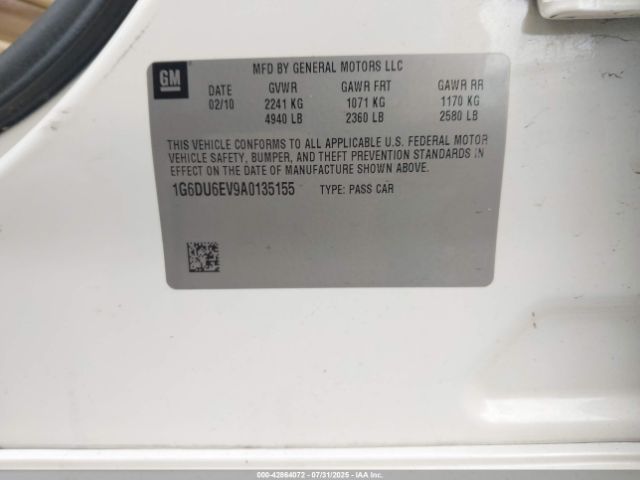 GM
MFD BY GENERAL MOTORS LLC
DATE GVWR GAWR FRT GAWR RR
02/10 2241 KG 1071 KG 1170 KG
4940 LB 2360 LB 2580 LB
THIS VEHICLE CONFORMS TO ALL APPLICABLE U.S. FEDERAL MOTOR
VEHICLE SAFETY, BUMPER, AND THEFT PREVENTION STANDARDS IN
EFFECT ON THE DATE OF MANUFACTURE SHOWN ABOVE.
1G6DU6EV9A0135155 TYPE: PASS CAR
000-42864072 - 07/31/2025 - IAAI.COM